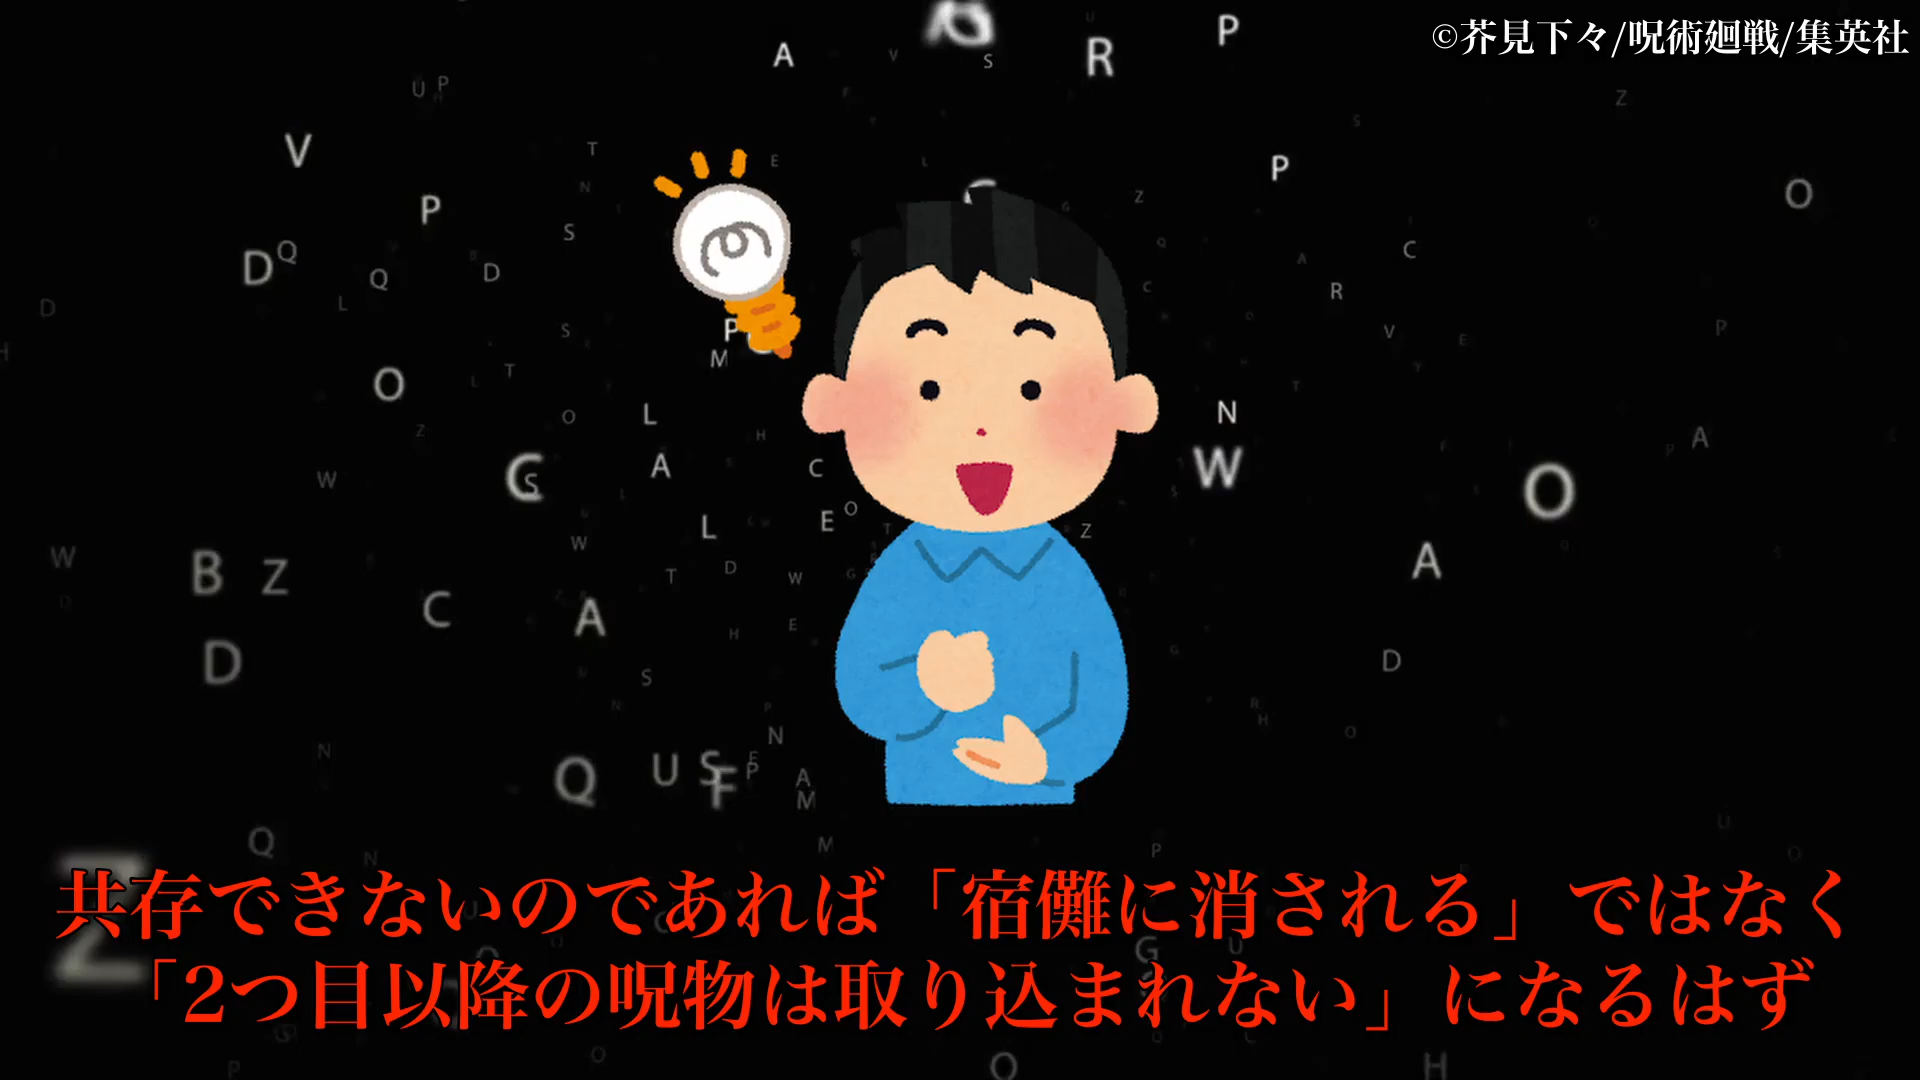 ©芥見下々/呪術廻戦/集英社
共存できないのであれば「宿儺に消される」ではなく
「2つ目以降の呪物は取り込まれない」になるはず